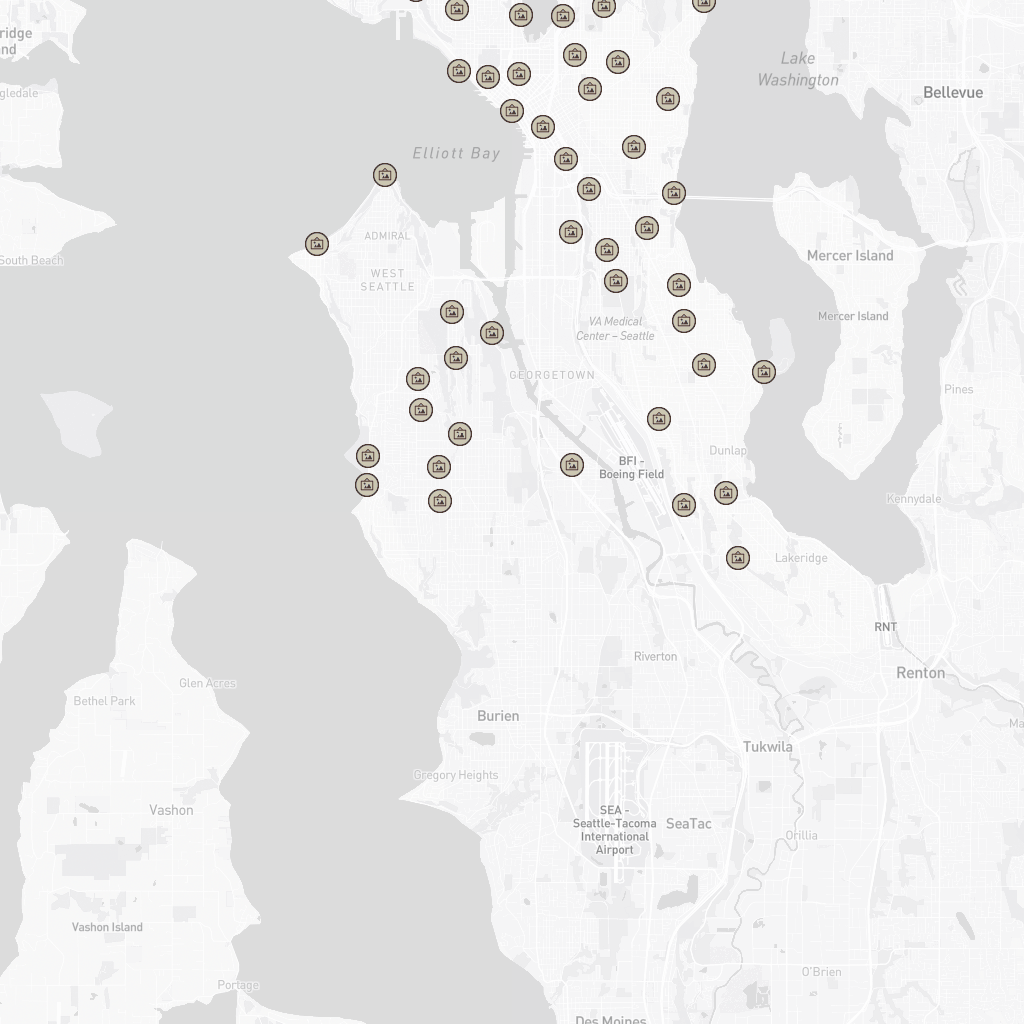 ridge
nd
gledale
Lake
Washington
Bellevue
Elliott Bay
ADMIRAL
South Beach
WEST
SEATTLE
Mercer Island
Mercer Island
VA Medical
Center – Seattle
GEORGETOWN
Pines
Dunlap
BFI -
Boeing Field
Kennydale
Lakeridge
RNT
Riverton
Renton
Glen Acres
Bethel Park
Burien
Ma
Tukwila
Gregory Heights
Vashon
SEA -
Seattle-Tacoma
International
Airport
SeaTac
Orillia
Vashon Island
O'Brien
Portage
Des Moines